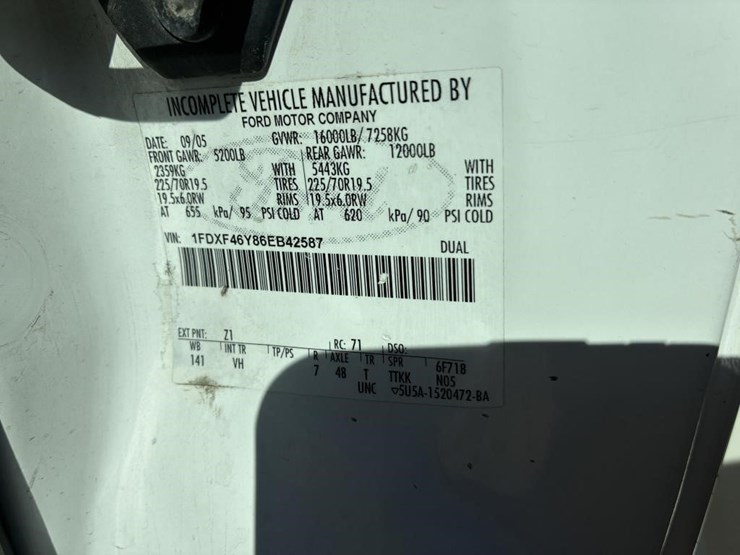 INCOMPLETE VEHICLE MANUFACTURED BY
FORD MOTOR COMPANY
DATE: 09/05 GVWR: 16000LB/ 7258KG
FRONT GAWR: 5200LB REAR GAWR: 12000LB
2359KG WITH 5443KG WITH
225/70R19.5 TIRES 225/70R19.5 TIRES
19.5x6.0RW RIMS 19.5x6.0RW RIMS
AT 655 kPa/ 95 PSI COLD AT 620 kPa/ 90 PSI COLD
VIN: 1FDXF46Y86EB42587 DUAL
EXT PNT: Z1 RC: 71 DSO:
WB INT TR TP/PS R AXLE TR SPR 6F718
141 VH 7 48 T TTKK N05
UNC 5U5A-1520472-BA